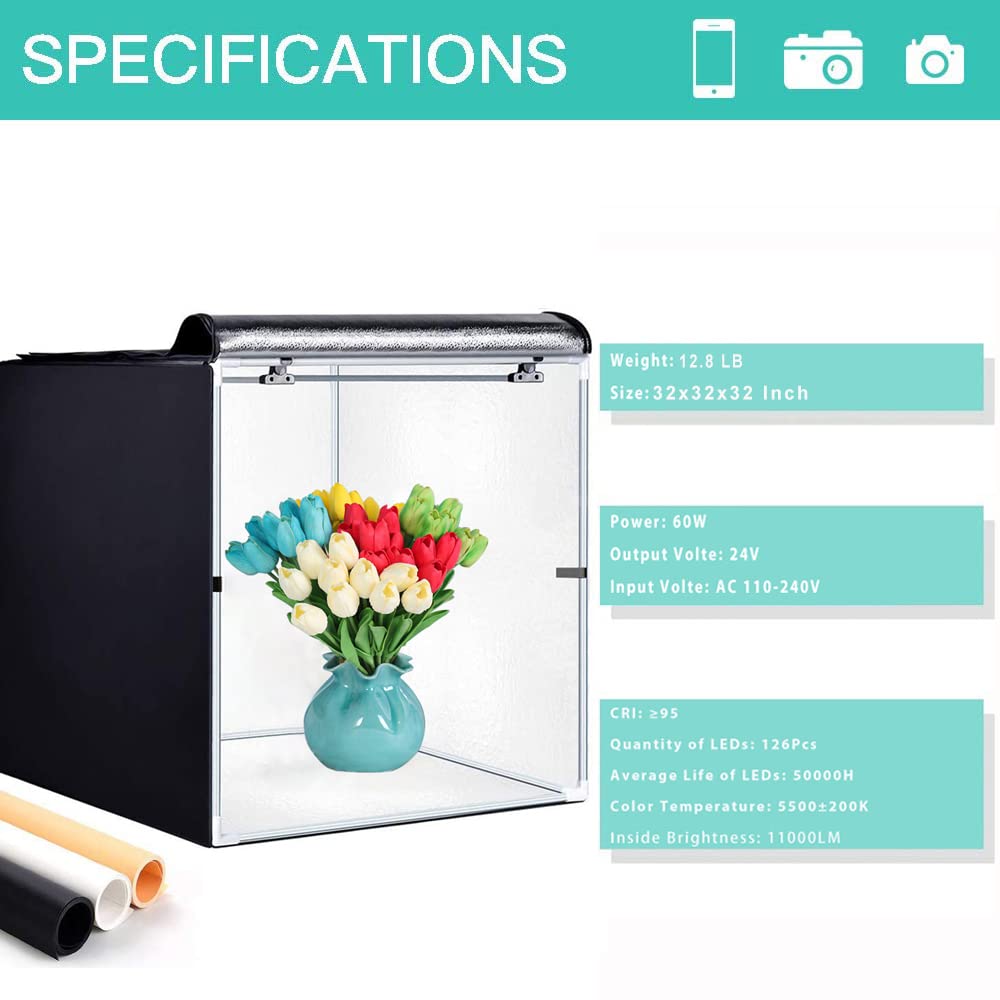 SPECIFICATIONS
Weight: 12.8 LB
Size: 32x32x32 Inch
Power: 60W
Output Volte: 24V
Input Volte: AC 110-240V
CRI: ≥95
Quantity of LEDs: 126Pcs
Average Life of LEDs: 50000H
Color Temperature: 5500±200K
Inside Brightness: 11000LM